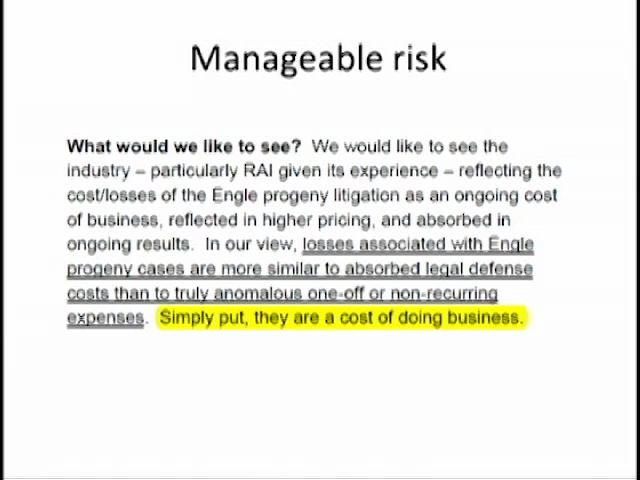 Manageable risk
What would we like to see? We would like to see the
industry – particularly RAI given its experience – reflecting the
cost/losses of the Engle progeny litigation as an ongoing cost
of business, reflected in higher pricing, and absorbed in
ongoing results. In our view, losses associated with Engle
progeny cases are more similar to absorbed legal defense
costs than to truly anomalous one-off or non-recurring
expenses. Simply put, they are a cost of doing business.